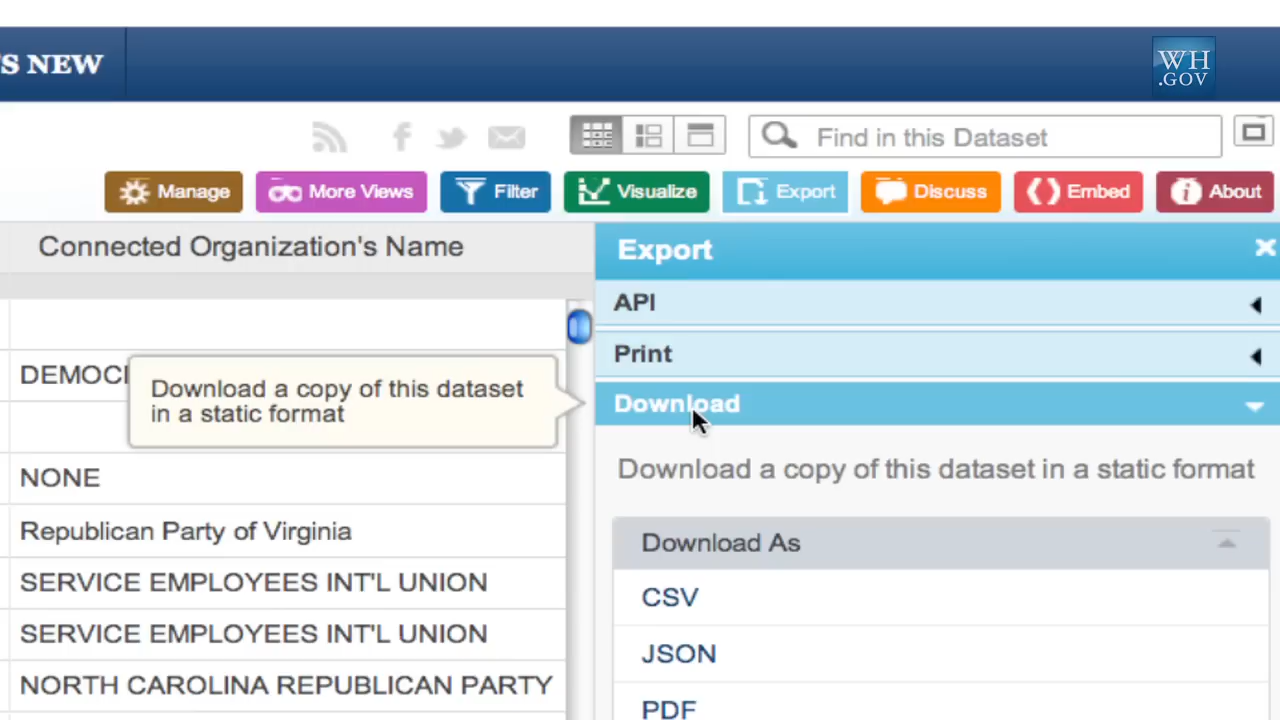 'S NEW
WH
.GOV
Find in this Dataset
Manage
More Views
Filter
Visualize
Export
Discuss
Embed
About
Connected Organization's Name
Export
API
Print
DEMOC
Download a copy of this dataset
in a static format
Download
Download a copy of this dataset in a static format
NONE
Republican Party of Virginia
Download As
SERVICE EMPLOYEES INT'L UNION
CSV
SERVICE EMPLOYEES INT'L UNION
JSON
NORTH CAROLINA REPUBLICAN PARTY
PDF